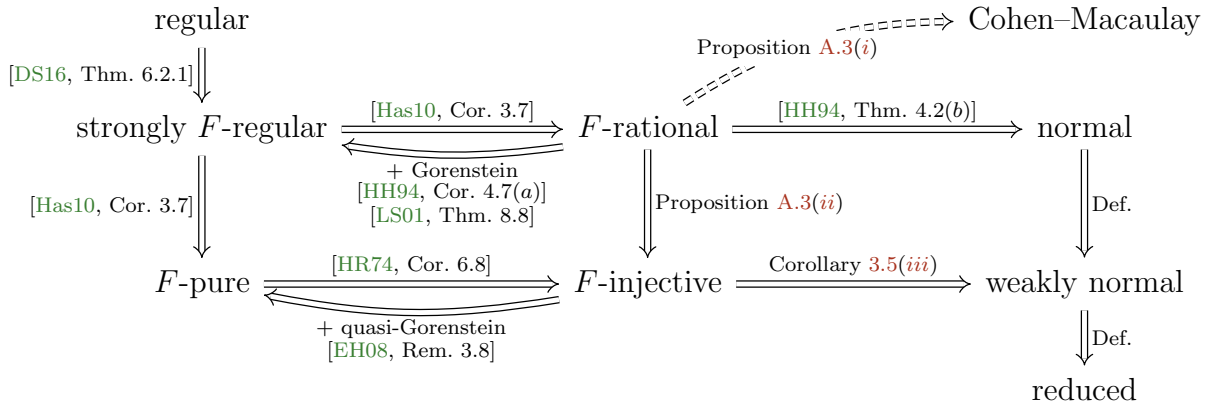 regular
Cohen–Macaulay
Proposition A.3(i)
[DS16, Thm. 6.2.1]
[Has10, Cor. 3.7]
[HH94, Thm. 4.2(b)]
strongly F-regular
F-rational
normal
+ Gorenstein
[HH94, Cor. 4.7(a)]
[LS01, Thm. 8.8]
[Has10, Cor. 3.7]
Proposition A.3(ii)
Def.
[HR74, Cor. 6.8]
Corollary 3.5(iii)
F-pure
F-injective
weakly normal
+ quasi-Gorenstein
[EH08, Rem. 3.8]
Def.
reduced